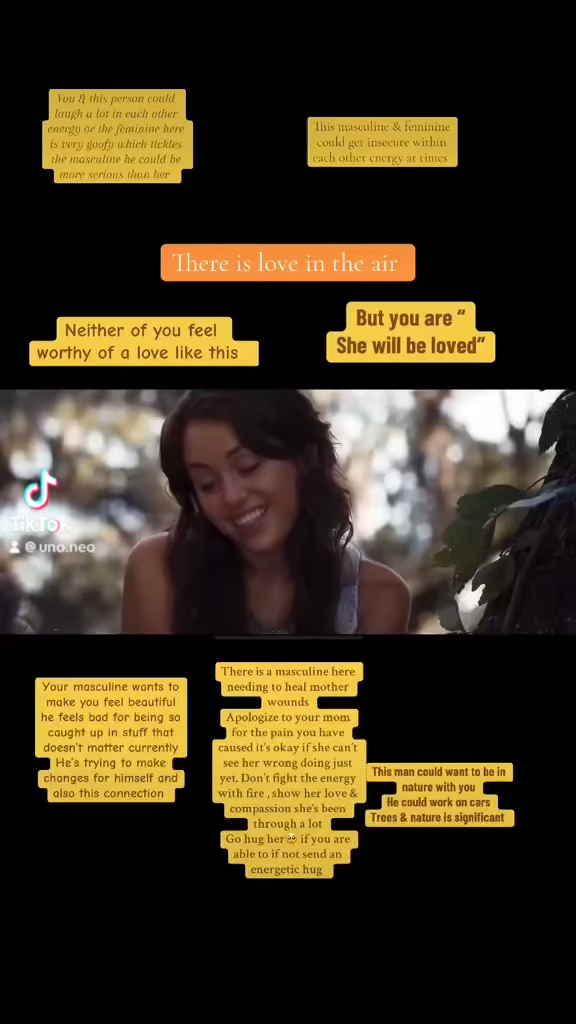 You & this person could
laugh a lot in each other
energy or the feminine here
is very goofy which tickles
the masculine he could be
more serious than her
This masculine & feminine
could get insecure within
each other energy at times
There is love in the air
Neither of you feel
worthy of a love like this
But you are “
She will be loved”
TikTok
@uno.neo
Your masculine wants to
make you feel beautiful
he feels bad for being so
caught up in stuff that
doesn't matter currently
He's trying to make
changes for himself and
also this connection
There is a masculine here
needing to heal mother
wounds
Apologize to your mom
for the pain you have
caused it's okay if she can't
see her wrong doing just
yet. Don't fight the energy
with fire , show her love &
compassion she's been
through a lot
Go hug her🥹 if you are
able to if not send an
energetic hug
This man could want to be in
nature with you
He could work on cars
Trees & nature is significant